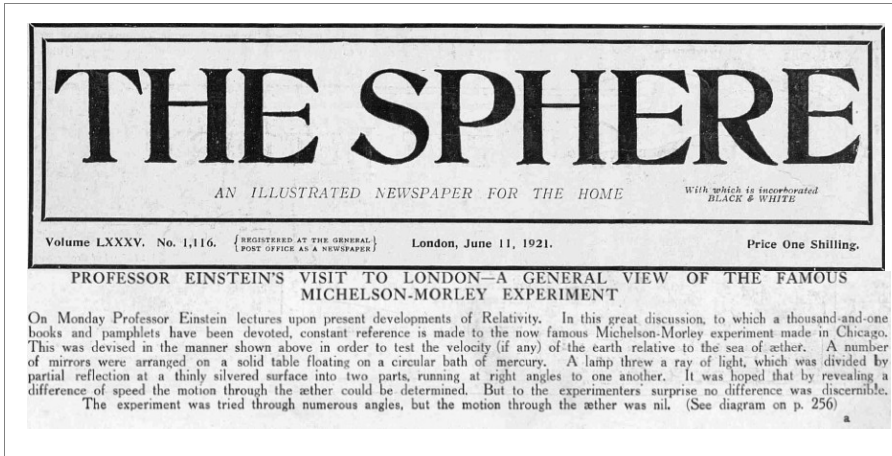 THE SPHERE
AN ILLUSTRATED NEWSPAPER FOR THE HOME
With which is incorporated
BLACK & WHITE
Volume LXXXV. No. 1,116.
{REGISTERED AT THE GENERAL
POST OFFICE AS A NEWSPAPER}
London, June 11, 1921.
Price One Shilling.
PROFESSOR EINSTEIN'S VISIT TO LONDON—A GENERAL VIEW OF THE FAMOUS
MICHELSON-MORLEY EXPERIMENT
On Monday Professor Einstein lectures upon present developments of Relativity. In this great discussion, to which a thousand-and-one
books and pamphlets have been devoted, constant reference is made to the now famous Michelson-Morley experiment made in Chicago.
This was devised in the manner shown above in order to test the velocity (if any) of the earth relative to the sea of æther. A number
of mirrors were arranged on a solid table floating on a circular bath of mercury. A lamp threw a ray of light, which was divided by
partial reflection at a thinly silvered surface into two parts, running at right angles to one another. It was hoped that by revealing a
difference of speed the motion through the æther could be determined. But to the experimenters' surprise no difference was discernible.
The experiment was tried through numerous angles, but the motion through the æther was nil. (See diagram on p. 256)
a